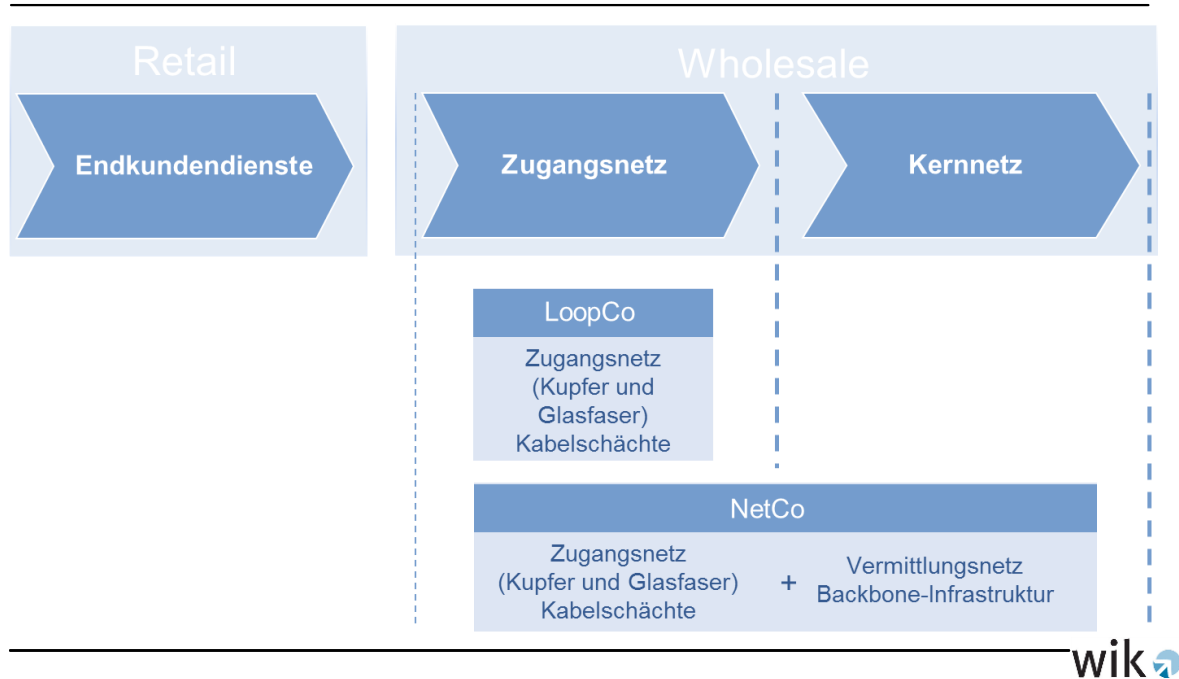 Retail
Wholesale
Endkundendienste
Zugangsnetz
Kernnetz
LoopCo
Zugangsnetz
(Kupfer und
Glasfaser)
Kabelschächte
NetCo
Zugangsnetz
(Kupfer und Glasfaser)
Kabelschächte
+
Vermittlungsnetz
Backbone-Infrastruktur
wik